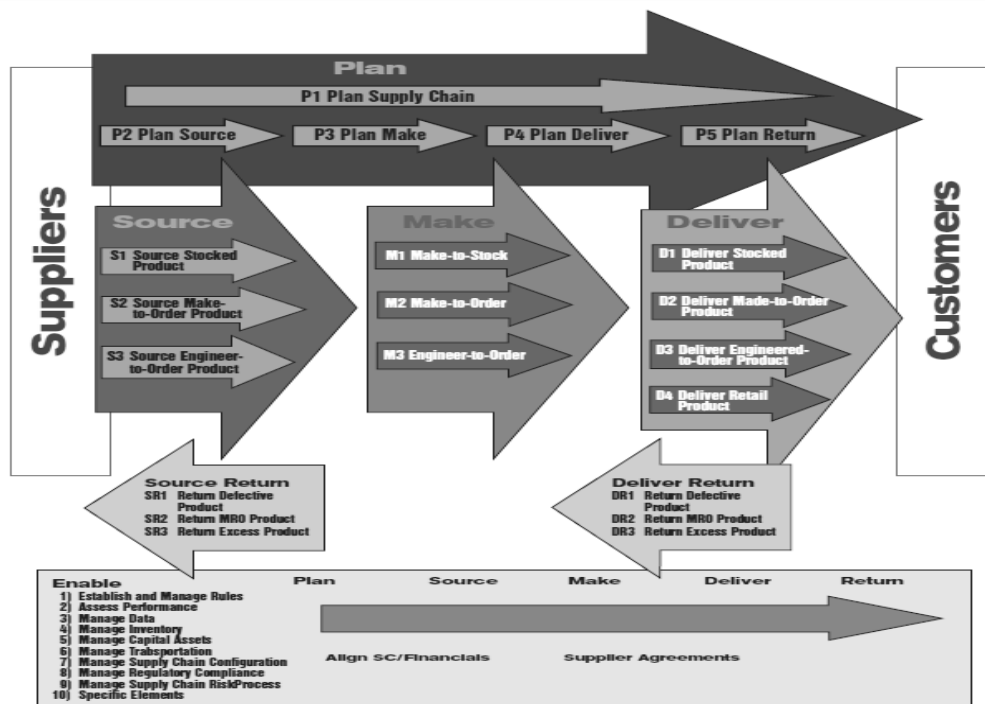 Plan
P1 Plan Supply Chain
P2 Plan Source
P3 Plan Make
P4 Plan Deliver
P5 Plan Return
Suppliers
Customers
Source
S1 Source Stocked
Product
S2 Source Make-
to-Order Product
S3 Source Engineer-
to-Order Product
Make
M1 Make-to-Stock
M2 Make-to-Order
M3 Engineer-to-Order
Deliver
D1 Deliver Stocked
Product
D2 Deliver Made-to-Order
Product
D3 Deliver Engineered-
to-Order Product
D4 Deliver Retail
Product
Source Return
SR1 Return Defective
Product
SR2 Return MRO Product
SR3 Return Excess Product
Deliver Return
DR1 Return Defective
Product
DR2 Return MRO Product
DR3 Return Excess Product
Enable
1) Establish and Manage Rules
2) Assess Performance
3) Manage Data
4) Manage Inventory
5) Manage Capital Assets
6) Manage Trabsportation
7) Manage Supply Chain Configuration
8) Manage Regulatory Compliance
9) Manage Supply Chain RiskProcess
10) Specific Elements
Plan Source Make Deliver Return
Align SC/FInancials Supplier Agreements